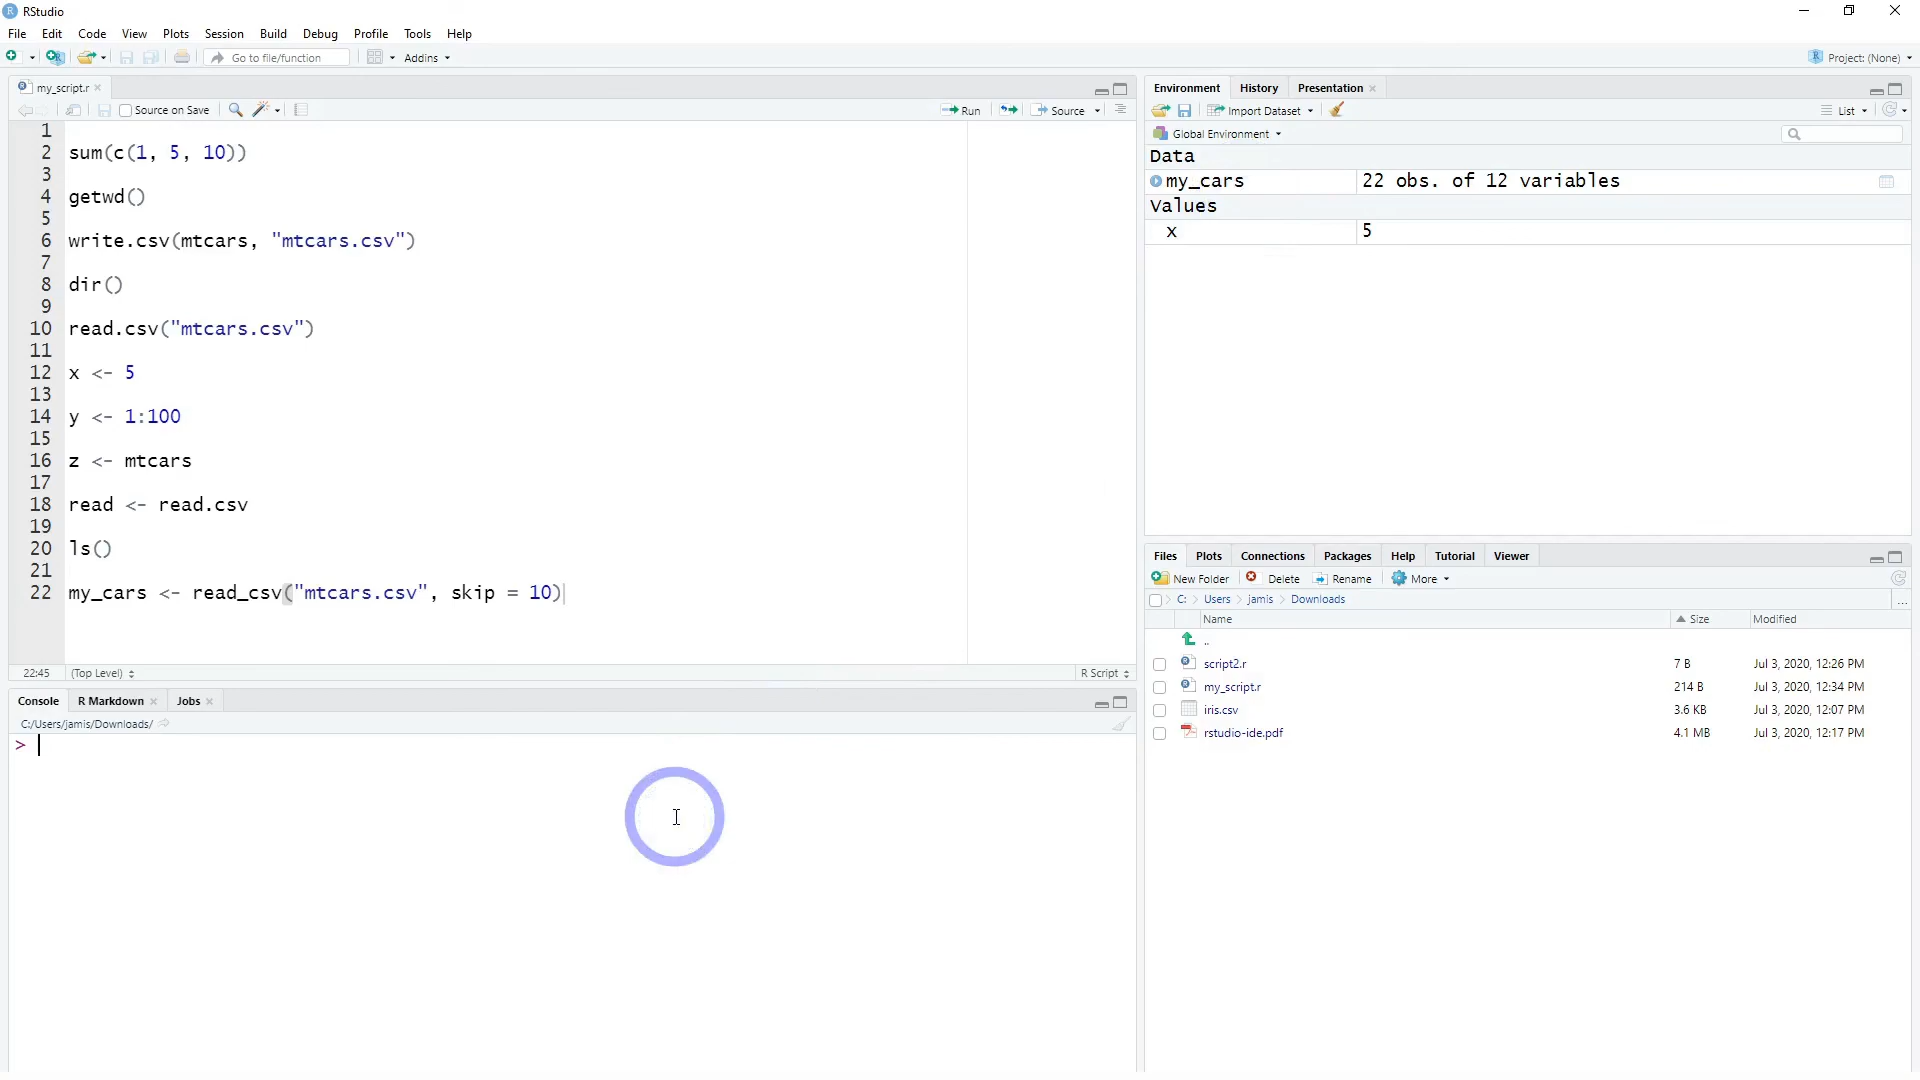 RStudio
File Edit Code View Plots Session Build Debug Profile Tools Help
Go to file/function Addins Project: (None)
my_script.r
Source on Save Run Source
1
2 sum(c(1, 5, 10))
3
4 getwd()
5
6 write.csv(mtcars, "mtcars.csv")
7
8 dir()
9
10 read.csv("mtcars.csv")
11
12 x <- 5
13
14 y <- 1:100
15
16 z <- mtcars
17
18 read <- read.csv
19
20 ls()
21
22 my_cars <- read_csv("mtcars.csv", skip = 10)
22:45 (Top Level) R Script
Console R Markdown Jobs
C:/Users/jamis/Downloads/
>
Environment History Presentation
Import Dataset List
Global Environment
Data
my_cars 22 obs. of 12 variables
Values
x 5
Files Plots Connections Packages Help Tutorial Viewer
New Folder Delete Rename More
C: > Users > jamis > Downloads ...
Name Size Modified
..
script2.r 7 B Jul 3, 2020, 12:26 PM
my_script.r 214 B Jul 3, 2020, 12:34 PM
iris.csv 3.6 KB Jul 3, 2020, 12:07 PM
rstudio-ide.pdf 4.1 MB Jul 3, 2020, 12:17 PM